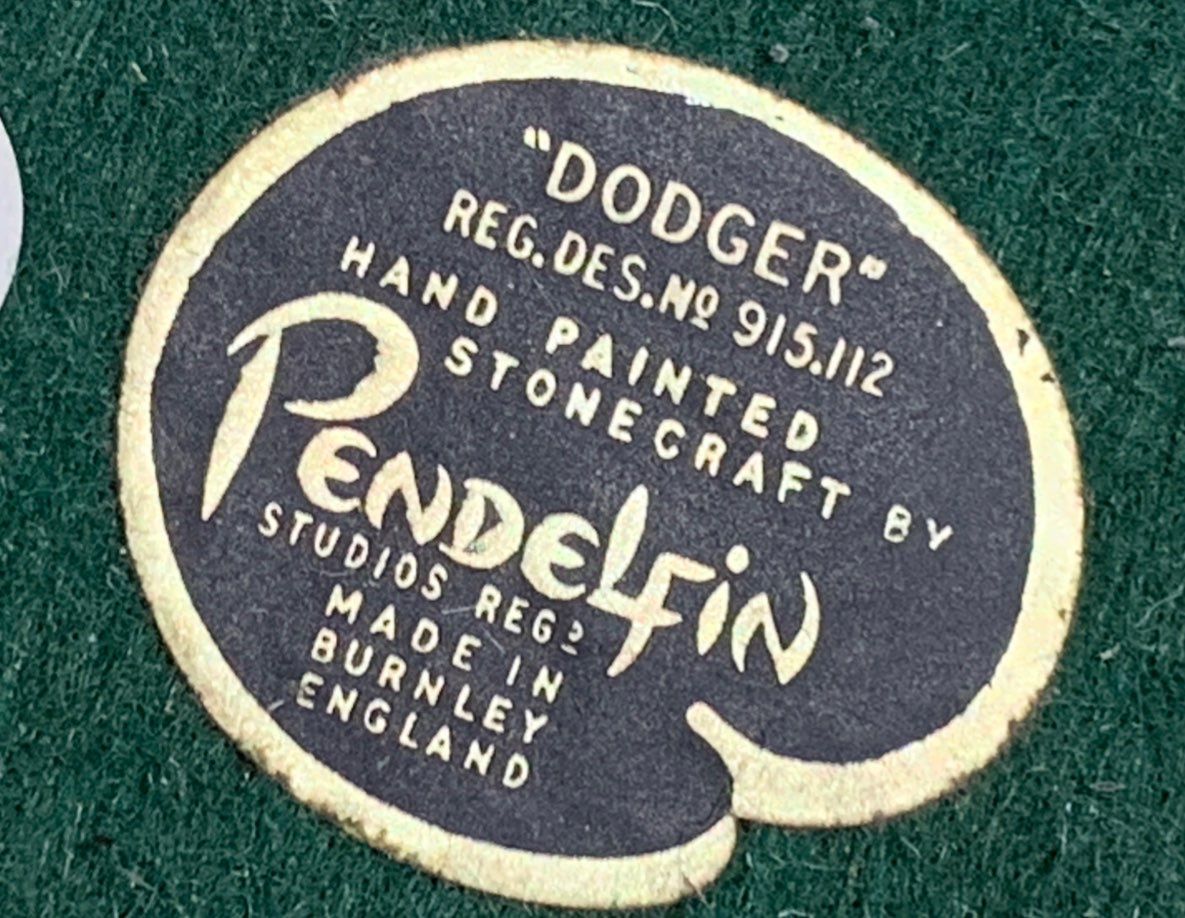 "DODGER"
REG.DES.Nº 915.112
HAND PAINTED
STONECRAFT BY
PENDELFIN
STUDIOS REGD
MADE IN
BURNLEY
ENGLAND